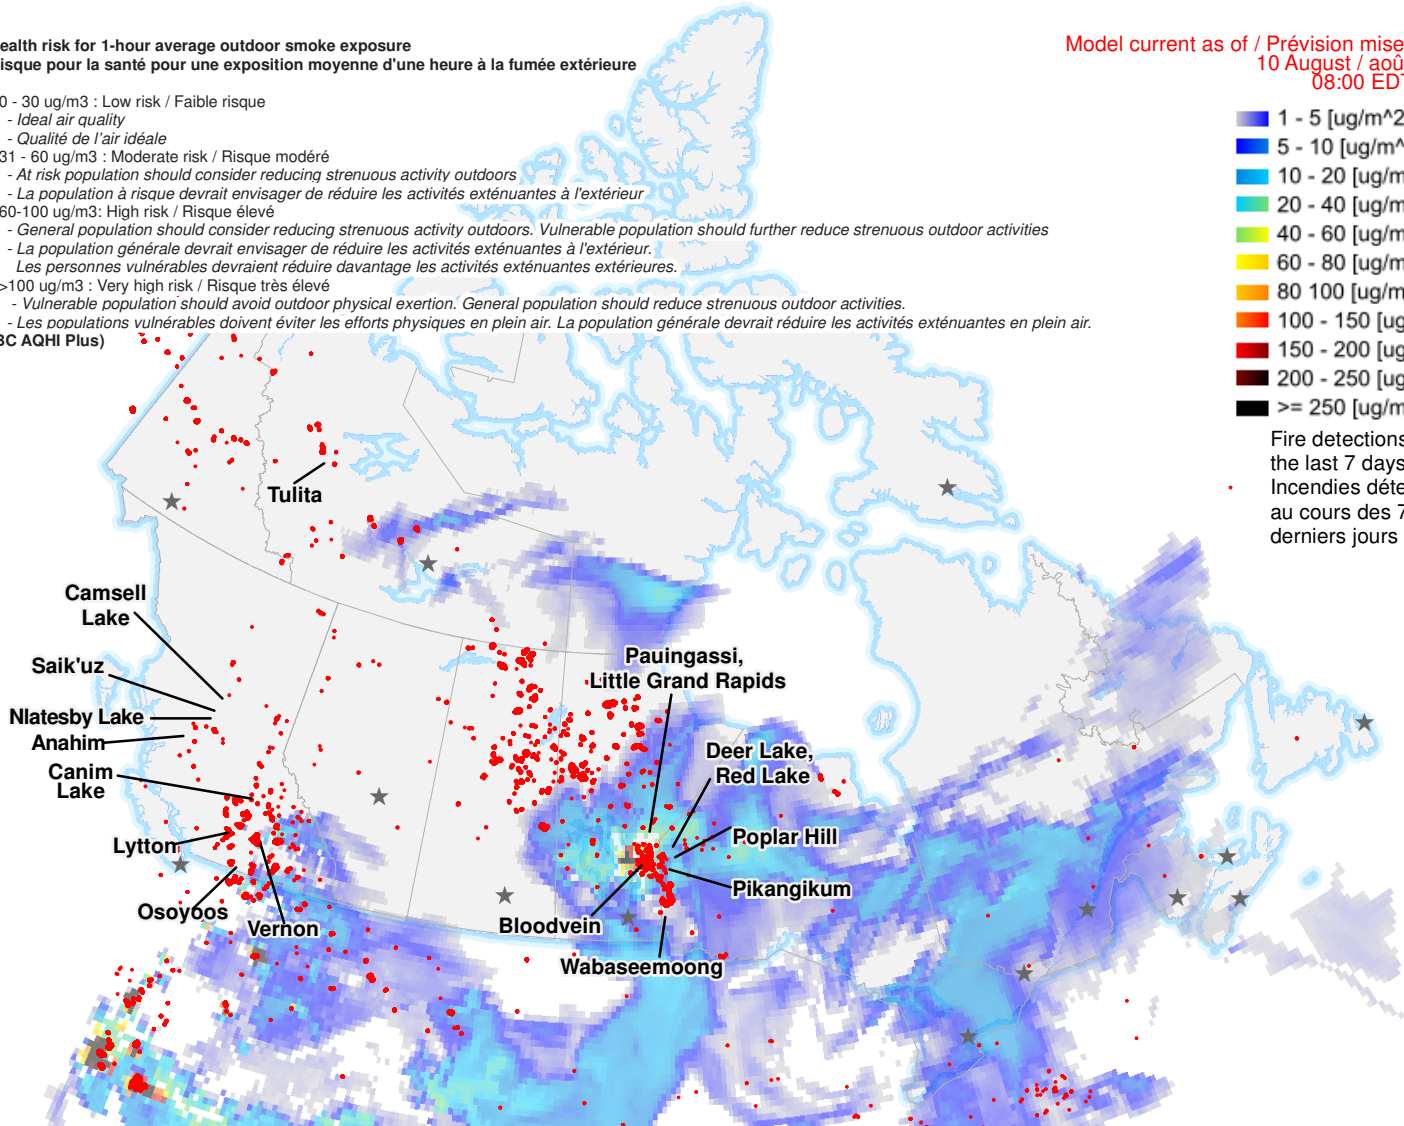 ealth risk for 1-hour average outdoor smoke exposure
isque pour la santé pour une exposition moyenne d'une heure à la fumée extérieure
0 - 30 ug/m3 : Low risk / Faible risque
- Ideal air quality
- Qualité de l'air idéale
31 - 60 ug/m3 : Moderate risk / Risque modéré
- At risk population should consider reducing strenuous activity outdoors
- La population à risque devrait envisager de réduire les activités exténuantes à l'extérieur
60-100 ug/m3: High risk / Risque élevé
- General population should consider reducing strenuous activity outdoors. Vulnerable population should further reduce strenuous outdoor activities
- La population générale devrait envisager de réduire les activités exténuantes à l'extérieur.
Les personnes vulnérables devraient réduire davantage les activités exténuantes extérieures.
>100 ug/m3 : Very high risk / Risque très élevé
- Vulnerable population should avoid outdoor physical exertion. General population should reduce strenuous outdoor activities.
- Les populations vulnérables doivent éviter les efforts physiques en plein air. La population générale devrait réduire les activités exténuantes en plein air.
BC AQHI Plus)
Model current as of / Prévision mise
10 August / aoû
08:00 EDT
1 - 5 [ug/m^2
5 - 10 [ug/m^
10 - 20 [ug/m
20 - 40 [ug/m
40 - 60 [ug/m
60 - 80 [ug/m
80 100 [ug/m
100 - 150 [ug
150 - 200 [ug
200 - 250 [ug
>= 250 [ug/m
Fire detections
the last 7 days
Incendies déte
au cours des 7
derniers jours
Tulita
Camsell
Lake
Saik'uz
Nlatesby Lake
Anahim
Canim
Lake
Lytton
Osoyoos
Vernon
Pauingassi,
Little Grand Rapids
Deer Lake,
Red Lake
Poplar Hill
Pikangikum
Bloodvein
Wabaseemoong